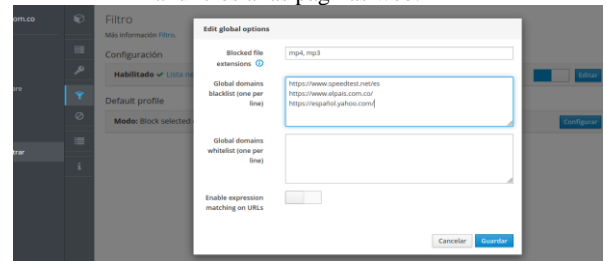 om.co
Filtro
Más información Filtro.
Configuración
Habilitado ✓ Lista ne
Editar
Default profile
Modo: Block selected
Configurar
trar
Edit global options
Blocked file
extensions
mp4, mp3
Global domains
blacklist (one per
line)
https://www.speedtest.net/es
https://www.elpais.com.co/
https://español.yahoo.com/
Global domains
whitelist (one per
line)
Enable expression
matching on URLs
Cancelar
Guardar